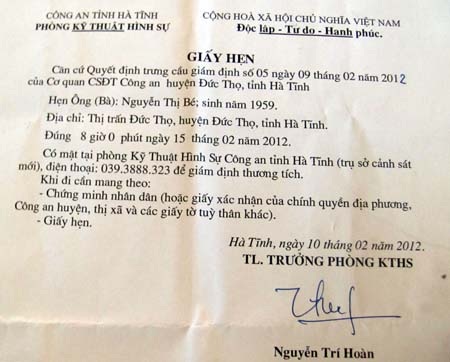 CÔNG AN TỈNH HÀ TĨNH
PHÒNG KỸ THUẬT HÌNH SỰ
CỘNG HOÀ XÃ HỘI CHỦ NGHĨA VIỆT NAM
Độc lập - Tư do - Hanh phúc.
GIẤY HẸN
Căn cứ Quyết định trưng cầu giám định số 05 ngày 09 tháng 02 năm 2012
của Cơ quan CSĐT Công an huyện Đức Thọ, tỉnh Hà Tĩnh
Hẹn Ông (Bà): Nguyễn Thị Bé; sinh năm 1959.
Địa chỉ: Thị trấn Đức Thọ, huyện Đức Thọ, tỉnh Hà Tĩnh.
Đúng 8 giờ 0 phút ngày 15 tháng 02 năm 2012.
Có mặt tại phòng Kỹ Thuật Hình Sự Công an tỉnh Hà Tĩnh (trụ sở cảnh sát
mới), điện thoại: 039.3888.323 để giám định thương tích.
Khi đi cần mang theo:
- Chứng minh nhân dân (hoặc giấy xác nhận của chính quyền địa phương,
Công an huyện, thị xã và các giấy tờ tuỳ thân khác).
- Giấy hẹn.
Hà Tĩnh, ngày 10 tháng 02 năm 2012.
TL. TRƯỞNG PHÒNG KTHS
Nguyễn Trí Hoàn